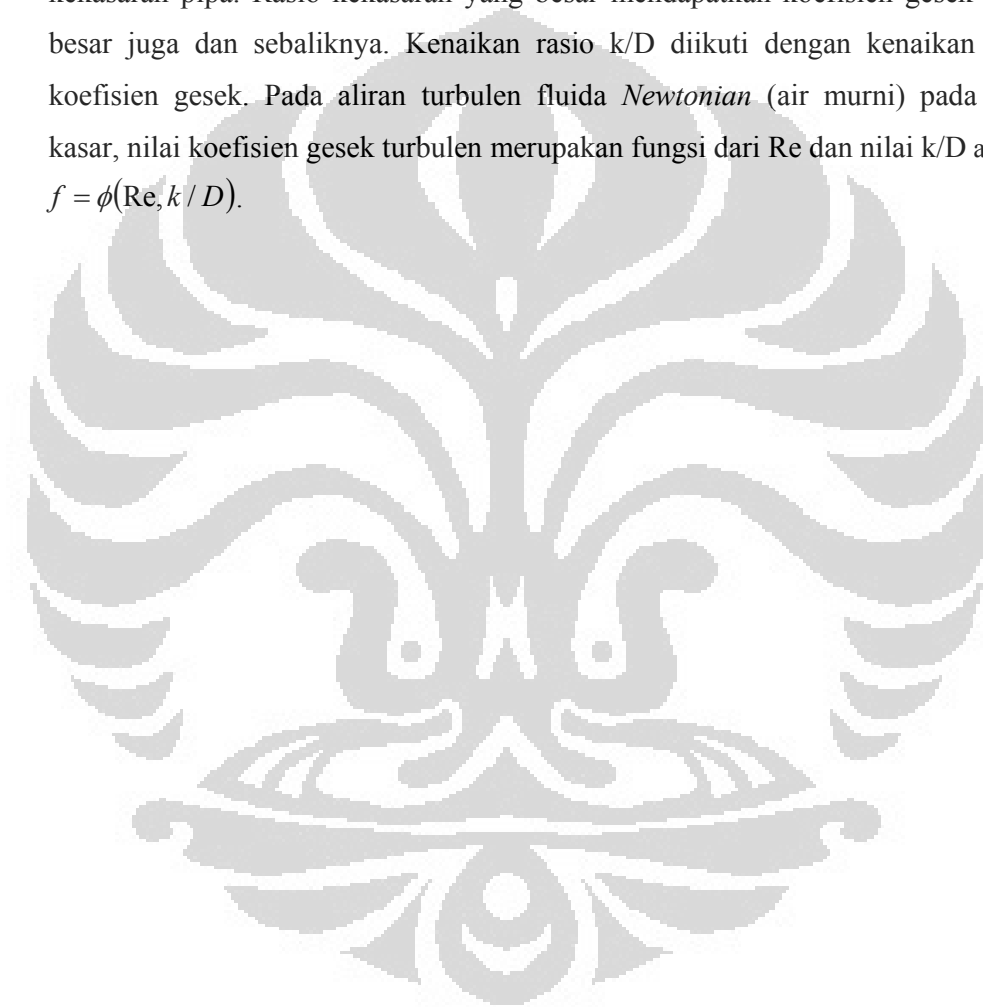 kekasaran pipa. Rasio kekasaran yang besar mendapatkan koefisien gesek
besar juga dan sebaliknya. Kenaikan rasio k/D diikuti dengan kenaikan
koefisien gesek. Pada aliran turbulen fluida Newtonian (air murni) pada
kasar, nilai koefisien gesek turbulen merupakan fungsi dari Re dan nilai k/D a
f = ϕ(Re, k / D).